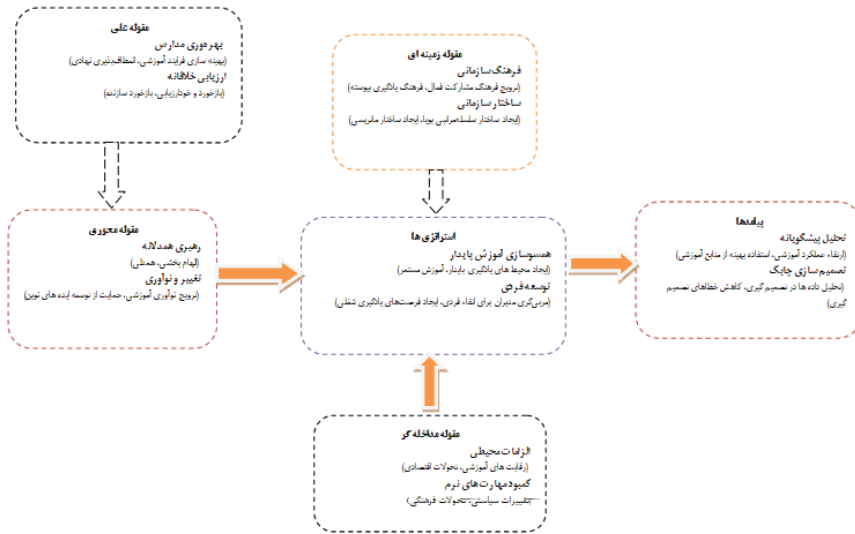 مقوله علی
بهره‌وری مدارس
(بهینه سازی فرایند آموزشی، انعطاف‌پذیری نهادی)
ارزیابی خلاقانه
(بازخورد و خودارزیابی، بازخورد سازنده)
مقوله زمینه ای
فرهنگ سازمانی
(ترویج فرهنگ مشارکت فعال، فرهنگ یادگیری پیوسته)
ساختار سازمانی
(ایجاد ساختار سلسله‌مراتبی پویا، ایجاد ساختار ماتریسی)
مقوله محوری
رهبری همدلانه
(الهام بخشی، همدلی)
تغییر و نوآوری
(ترویج نوآوری آموزشی، حمایت از توسعه ایده های نوین)
استراتژی ها
همسوسازی آموزش پایدار
(ایجاد محیط های یادگیری پایدار، آموزش مستمر)
توسعه فردی
(مربی‌گری مدیران برای ارتقاء فردی، ایجاد فرصت‌های یادگیری شغلی)
پیامدها
تحلیل پیشگویانه
(ارتقاء عملکرد آموزشی، استفاده بهینه از منابع آموزشی)
تصمیم سازی چابک
(تحلیل داده ها در تصمیم گیری، کاهش خطاهای تصمیم
گیری)
مقوله مداخله گر
الزامات محیطی
(رقابت های آموزشی، تحولات اقتصادی)
کمبود مهارت‌های نرم
(تغییرات سیاستی، تحولات فرهنگی)